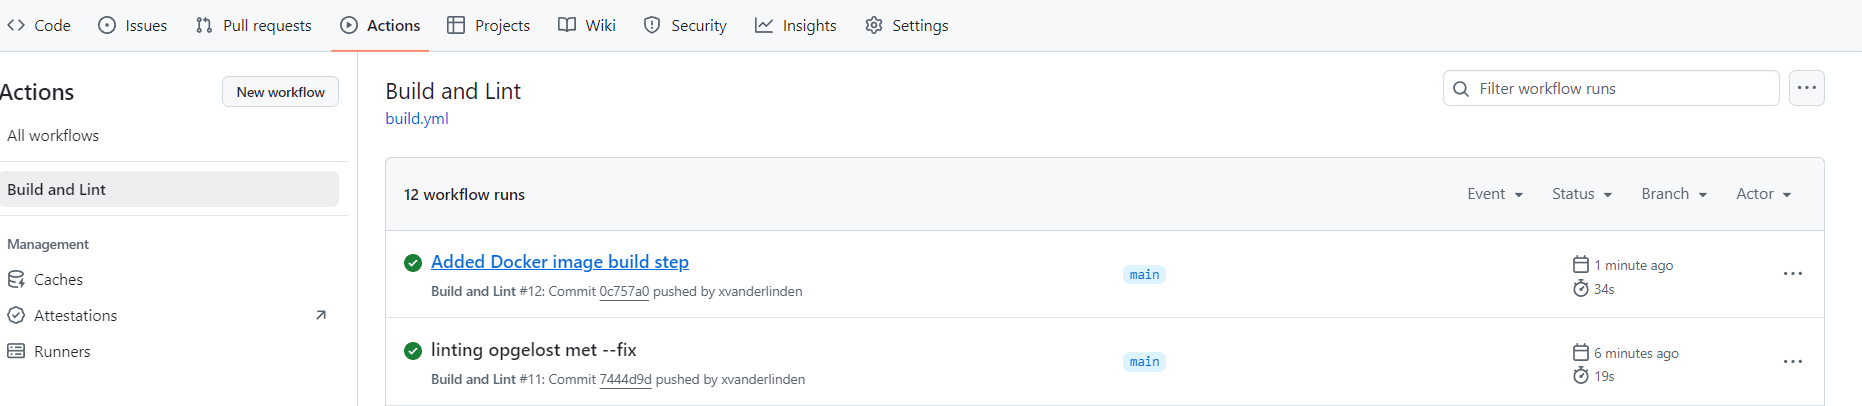 Code Issues Pull requests Actions Projects Wiki Security Insights Settings
Actions
New workflow
All workflows
Build and Lint
Management
Caches
Attestations
Runners
Build and Lint
build.yml
Filter workflow runs
12 workflow runs
Event Status Branch Actor
Added Docker image build step
Build and Lint #12: Commit 0c757a0 pushed by xvanderlinden
main
1 minute ago
34s
linting opgelost met --fix
Build and Lint #11: Commit 7444d9d pushed by xvanderlinden
main
6 minutes ago
19s